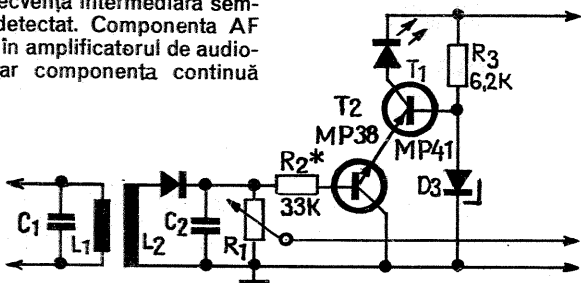 ecvența intermediară sem-
detectat. Componenta AF
în amplificatorul de audio-
ar componența continuă
T1
R3
6,2K
T2
MP38
MP41
R2*
33K
D3
C1
L1
L2
C2
R1